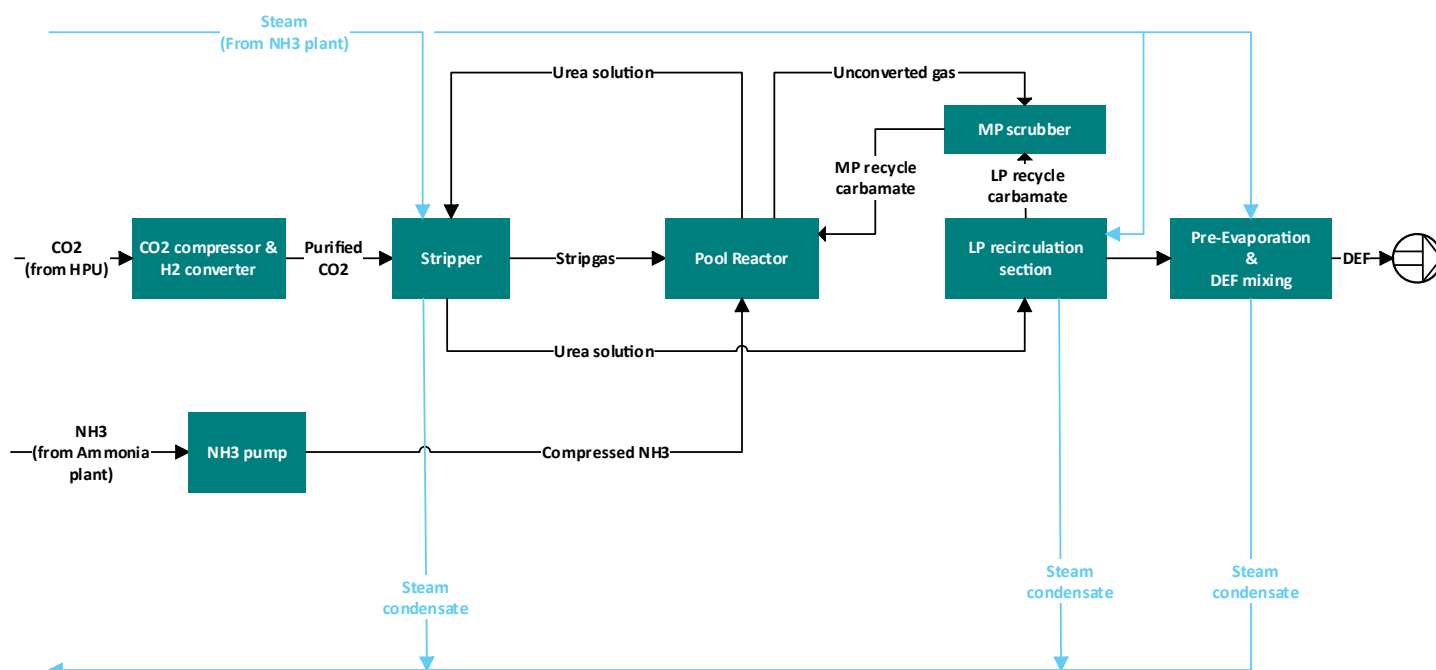 Steam
(From NH3 plant)
Urea solution
Unconverted gas
MP scrubber
MP recycle
carbamate
LP recycle
carbamate
CO2
(from HPU)
CO2 compressor &
H2 converter
Purified
CO2
Stripper
Stripgas
Pool Reactor
LP recirculation
section
Pre-Evaporation
&
DEF mixing
DEF
Urea solution
NH3
(from Ammonia
plant)
NH3 pump
Compressed NH3
Steam
condensate
Steam
condensate
Steam
condensate